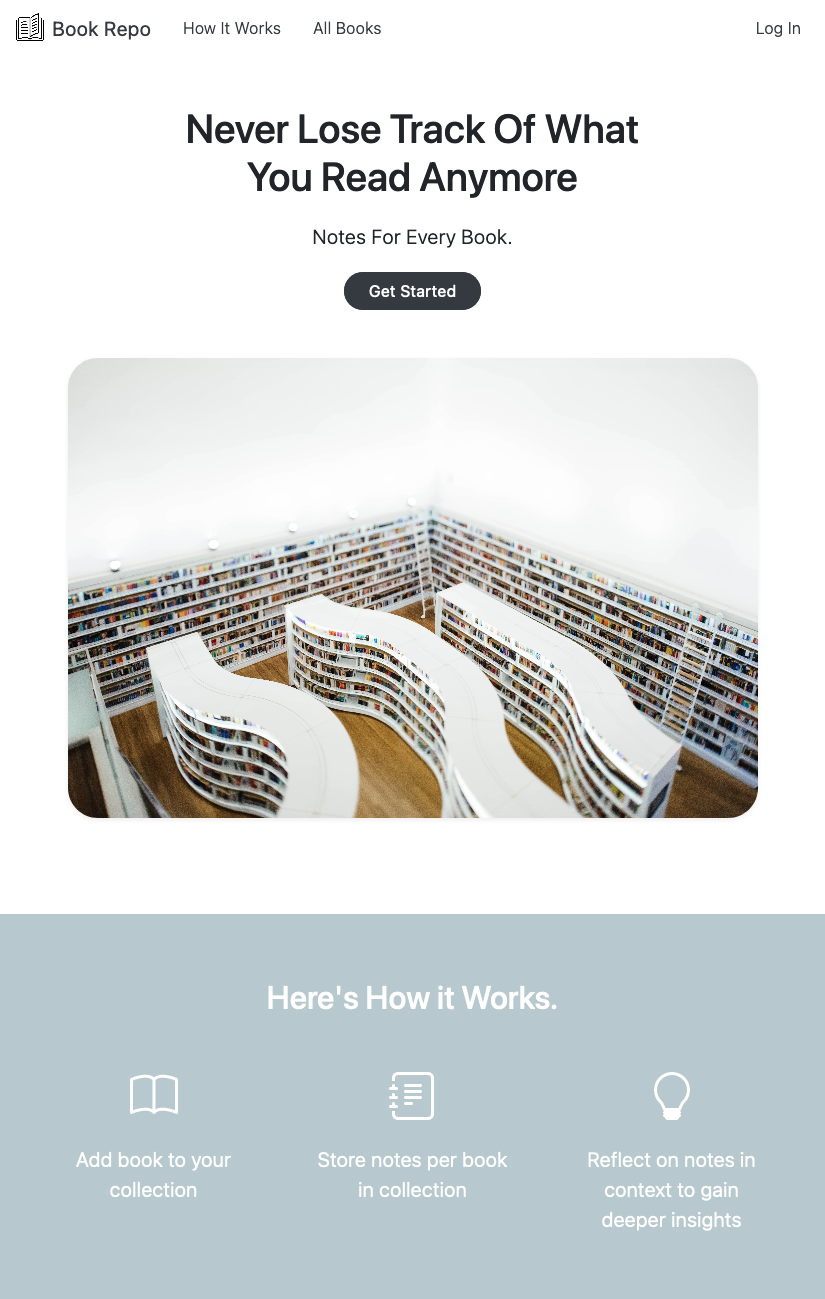 Book Repo
How It Works
All Books
Log In
Never Lose Track Of What
You Read Anymore
Notes For Every Book.
Get Started
Here's How it Works.
Add book to your
collection
Store notes per book
in collection
Reflect on notes in
context to gain
deeper insights